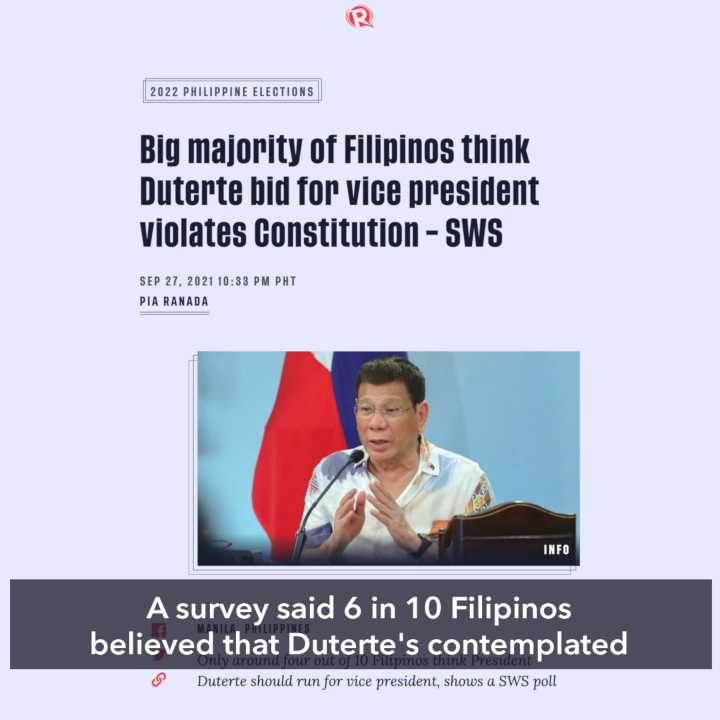 R
2022 PHILIPPINE ELECTIONS
Big majority of Filipinos think
Duterte bid for vice president
violates Constitution - SWS
SEP 27, 2021 10:33 PM PHT
PIA RANADA
INFO
A survey said 6 in 10 Filipinos
MANILA, PHILIPPINES
believed that Duterte's contemplated
Only around four out of 10 Filipinos think President
Duterte should run for vice president, shows a SWS poll